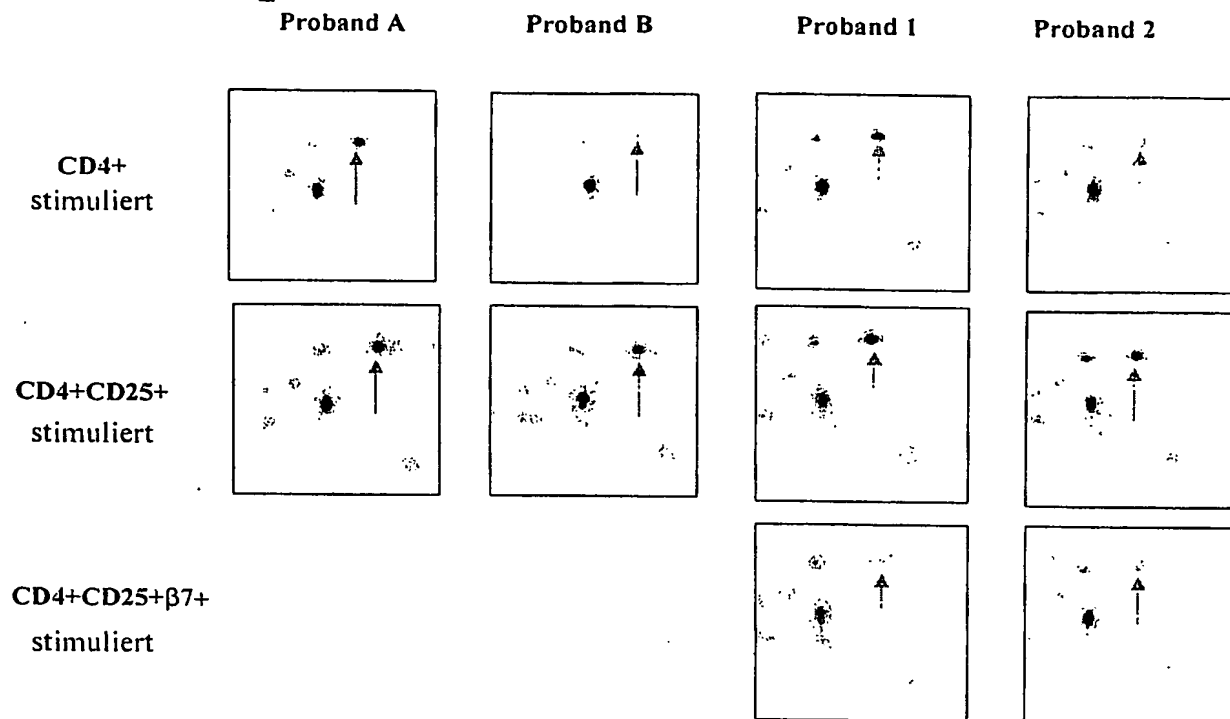 Proband A Proband B Proband 1 Proband 2
CD4+
stimuliert
CD4+CD25+
stimuliert
CD4+CD25+β7+
stimuliert